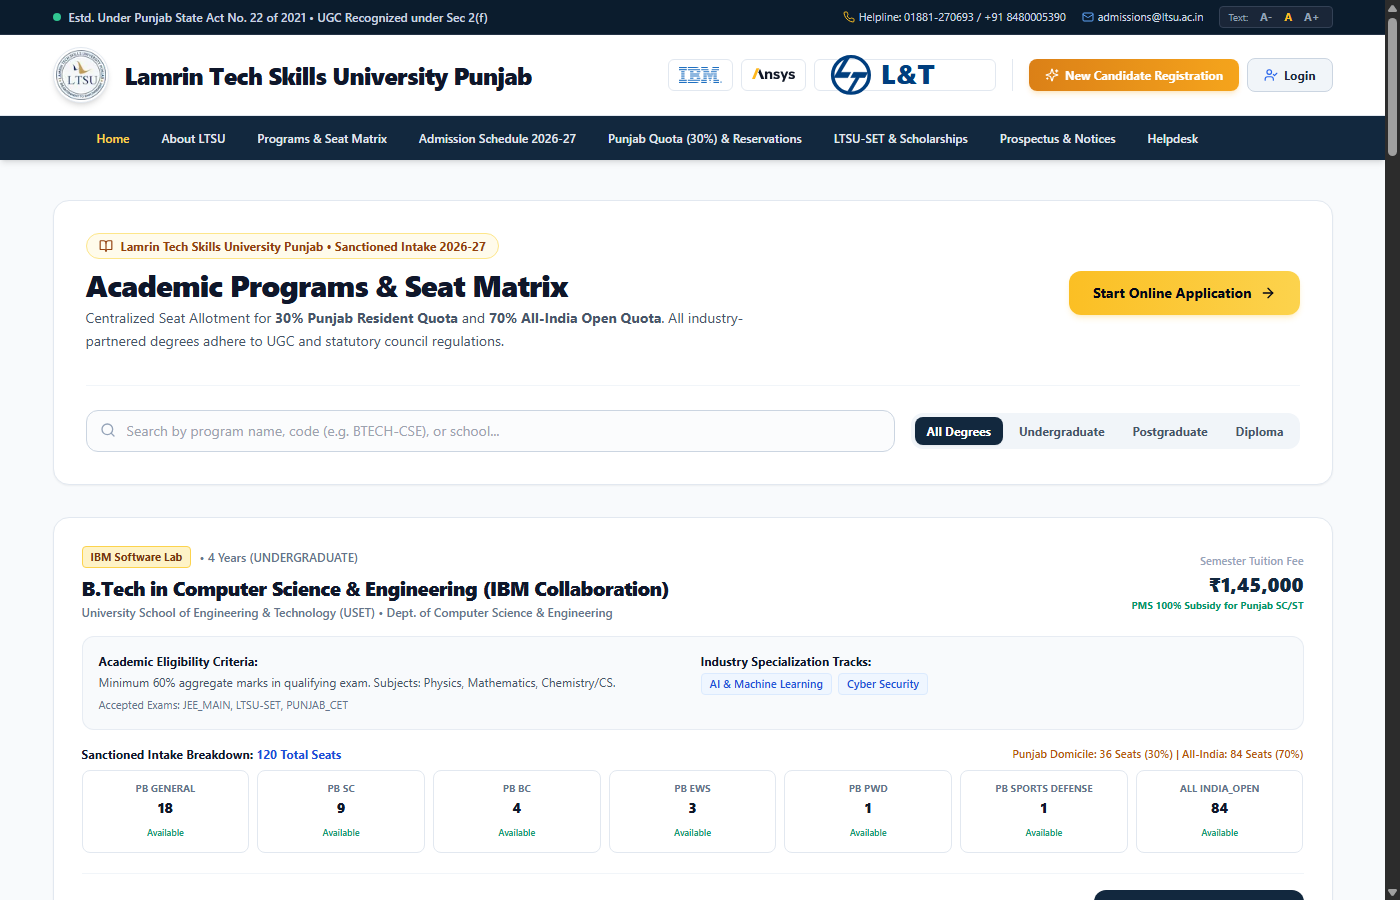 Estd. Under Punjab State Act No. 22 of 2021 • UGC Recognized under Sec 2(f)
Helpline: 01881-270693 / +91 8480005390
admissions@ltsu.ac.in
Text: A- A A+
LTSU
Lamrin Tech Skills University Punjab
IBM
Ansys
L&T
New Candidate Registration
Login
Home
About LTSU
Programs & Seat Matrix
Admission Schedule 2026-27
Punjab Quota (30%) & Reservations
LTSU-SET & Scholarships
Prospectus & Notices
Helpdesk
Lamrin Tech Skills University Punjab • Sanctioned Intake 2026-27
Academic Programs & Seat Matrix
Centralized Seat Allotment for 30% Punjab Resident Quota and 70% All-India Open Quota. All industry-
partnered degrees adhere to UGC and statutory council regulations.
Start Online Application
Search by program name, code (e.g. BTECH-CSE), or school...
All Degrees
Undergraduate
Postgraduate
Diploma
IBM Software Lab
• 4 Years (UNDERGRADUATE)
B.Tech in Computer Science & Engineering (IBM Collaboration)
University School of Engineering & Technology (USET) • Dept. of Computer Science & Engineering
Semester Tuition Fee
₹1,45,000
PMS 100% Subsidy for Punjab SC/ST
Academic Eligibility Criteria:
Minimum 60% aggregate marks in qualifying exam. Subjects: Physics, Mathematics, Chemistry/CS.
Accepted Exams: JEE_MAIN, LTSU-SET, PUNJAB_CET
Industry Specialization Tracks:
AI & Machine Learning
Cyber Security
Sanctioned Intake Breakdown: 120 Total Seats
Punjab Domicile: 36 Seats (30%) | All-India: 84 Seats (70%)
PB GENERAL
18
Available
PB SC
9
Available
PB BC
4
Available
PB EWS
3
Available
PB PWD
1
Available
PB SPORTS DEFENSE
1
Available
ALL INDIA_OPEN
84
Available